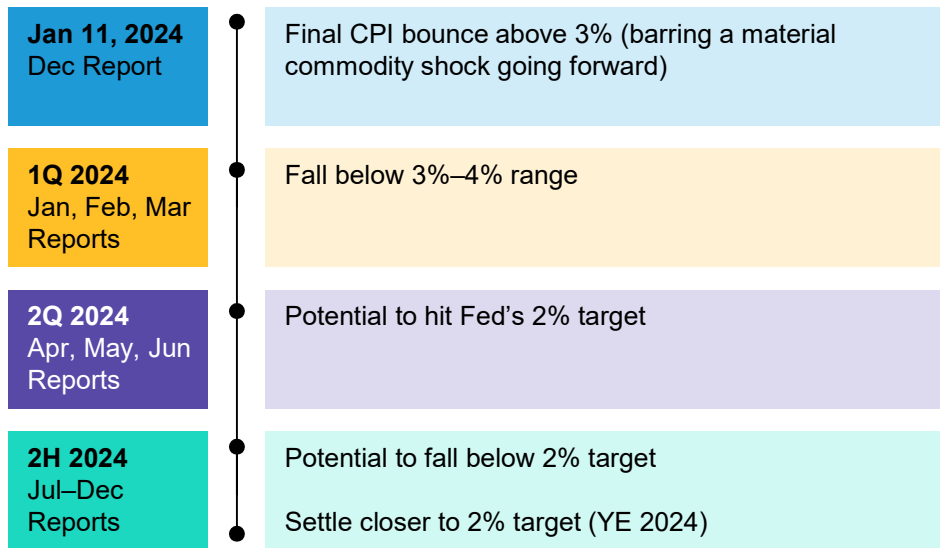 Jan 11, 2024
Dec Report
Final CPI bounce above 3% (barring a material
commodity shock going forward)
1Q 2024
Jan, Feb, Mar
Reports
Fall below 3%–4% range
2Q 2024
Apr, May, Jun
Reports
Potential to hit Fed’s 2% target
2H 2024
Jul–Dec
Reports
Potential to fall below 2% target
Settle closer to 2% target (YE 2024)